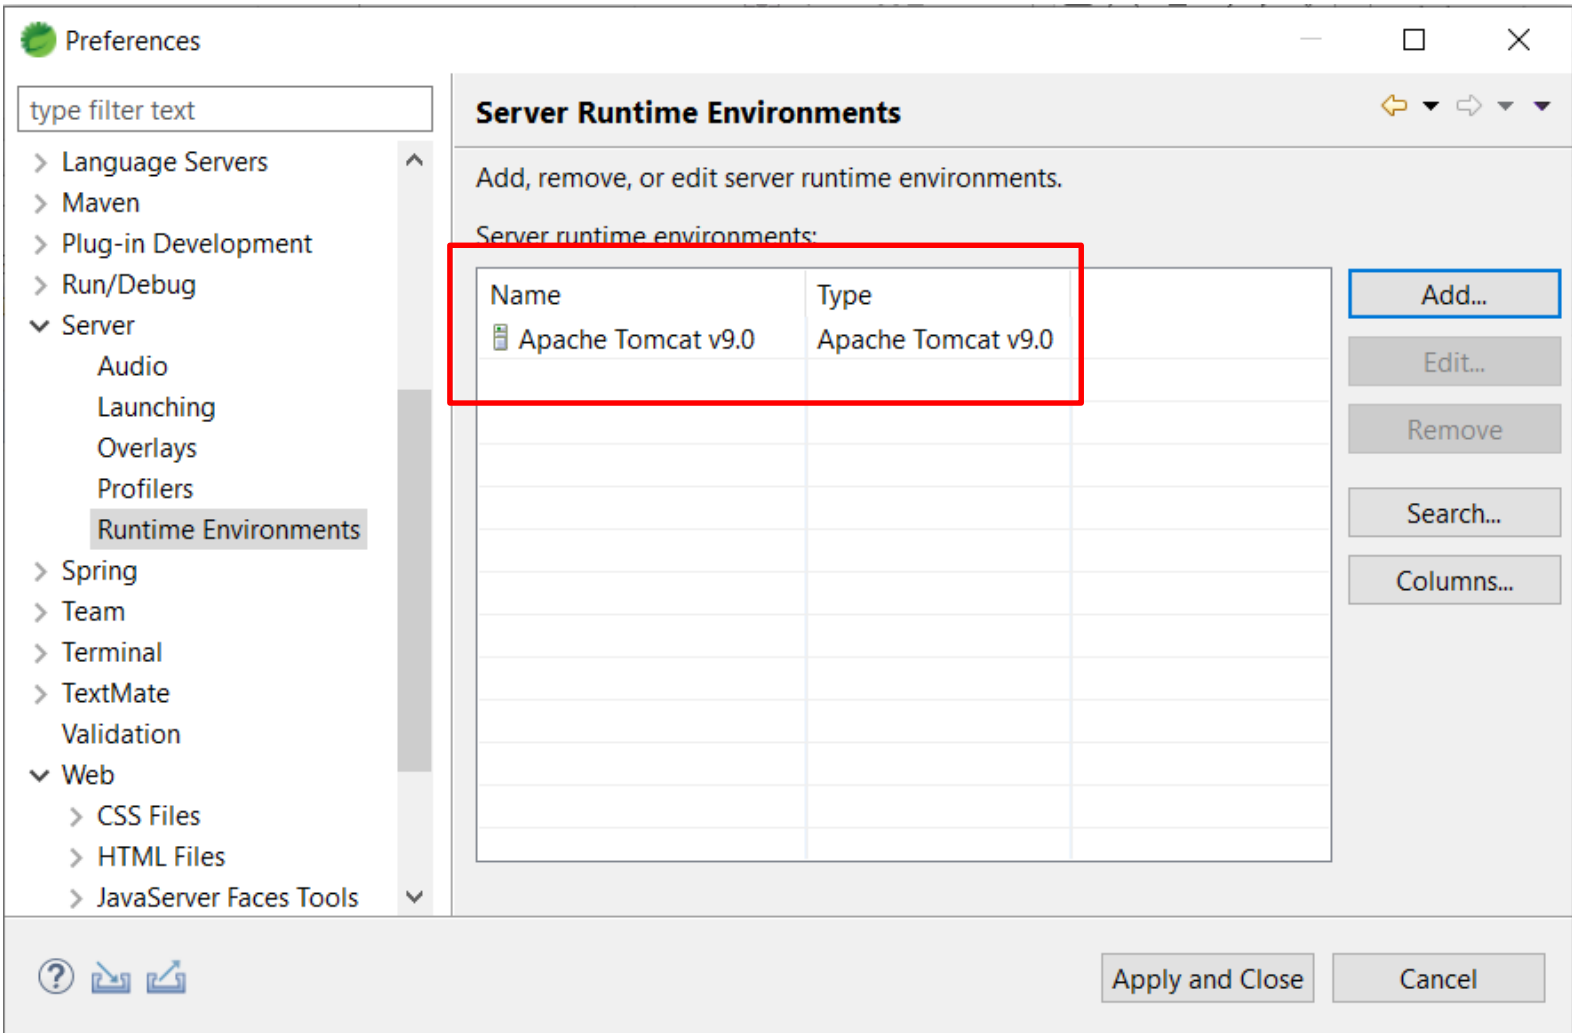 Preferences
type filter text
Language Servers
Maven
Plug-in Development
Run/Debug
Server
Audio
Launching
Overlays
Profilers
Runtime Environments
Spring
Team
Terminal
TextMate
Validation
Web
CSS Files
HTML Files
JavaServer Faces Tools
Server Runtime Environments
Add, remove, or edit server runtime environments.
Server runtime environments:
Name Type
Apache Tomcat v9.0 Apache Tomcat v9.0
Add...
Edit...
Remove
Search...
Columns...
?
Apply and Close Cancel